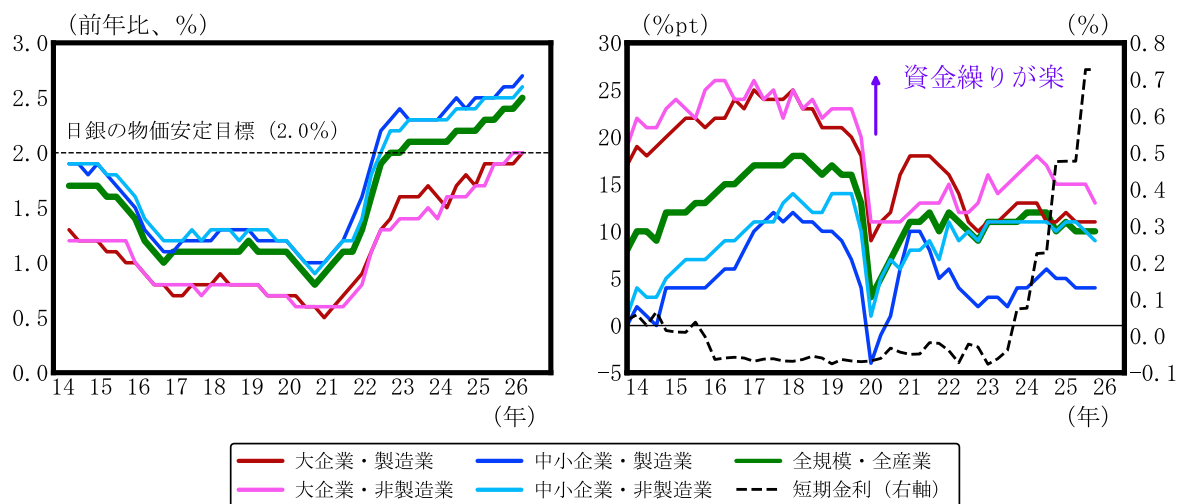 (前年比、%)
3.0
2.5
2.0
1.5
1.0
0.5
0.0
日銀の物価安定目標 (2.0%)
14 15 16 17 18 19 20 21 22 23 24 25 26
(年)
(%pt)
(%)
30
25
20
15
10
5
0
-5
資金繰りが楽
0.8
0.7
0.6
0.5
0.4
0.3
0.2
0.1
0.0
-0.1
14 15 16 17 18 19 20 21 22 23 24 25 26
(年)
大企業・製造業 中小企業・製造業 全規模・全産業
大企業・非製造業 中小企業・非製造業 短期金利 (右軸)